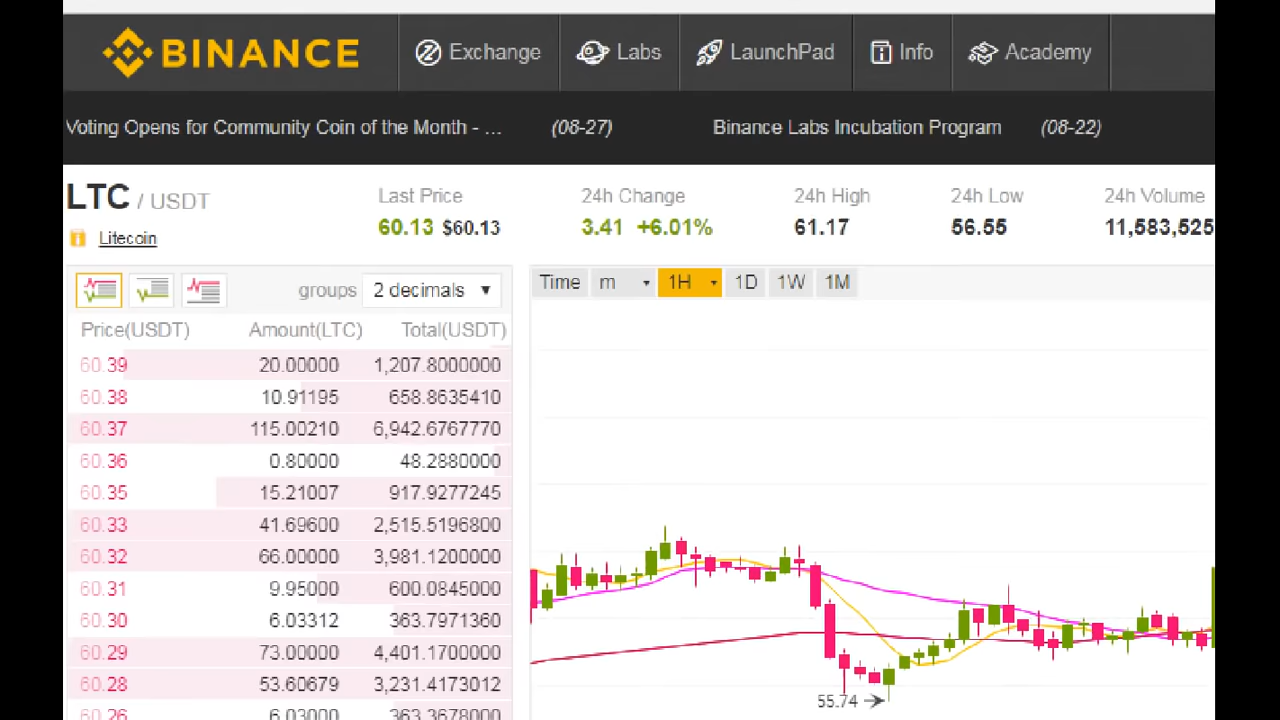 BINANCE Exchange Labs LaunchPad Info Academy
Voting Opens for Community Coin of the Month - ... (08-27) Binance Labs Incubation Program (08-22)
LTC / USDT Last Price 24h Change 24h High 24h Low 24h Volume
Litecoin 60.13 $60.13 3.41 +6.01% 61.17 56.55 11,583,525
groups 2 decimals Time m 1H 1D 1W 1M
Price(USDT) Amount(LTC) Total(USDT)
60.39 20.00000 1,207.8000000
60.38 10.91195 658.8635410
60.37 115.00210 6,942.6767770
60.36 0.80000 48.2880000
60.35 15.21007 917.9277245
60.33 41.69600 2,515.5196800
60.32 66.00000 3,981.1200000
60.31 9.95000 600.0845000
60.30 6.03312 363.7971360
60.29 73.00000 4,401.1700000
60.28 53.60679 3,231.4173012
55.74
60.26 6.03000 363.3678000